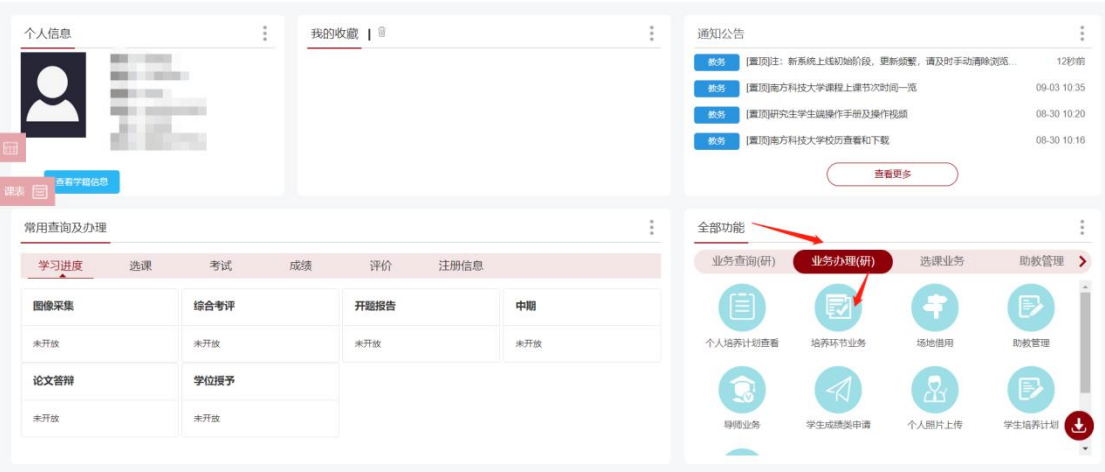 个人信息
我的收藏
通知公告
教务 [置顶]注：新系统上线初始阶段，更新频繁，请及时手动清除浏览... 12秒前
教务 [置顶]南方科技大学课程上课节次时间一览 09-03 10:35
教务 [置顶]研究生学生端操作手册及操作视频 08-30 10:20
教务 [置顶]南方科技大学校历查看和下载 08-30 10:16
查看更多
查看学籍信息
课表
常用查询及办理
学习进度 选课 考试 成绩 评价 注册信息
图像采集 综合考评 开题报告 中期
未开放 未开放 未开放 未开放
论文答辩 学位授予
未开放 未开放
全部功能
业务查询(研) 业务办理(研) 选课业务 助教管理
个人培养计划查看 培养环节业务 场地借用 助教管理
导师业务 学生成绩类申请 个人照片上传 学生培养计划